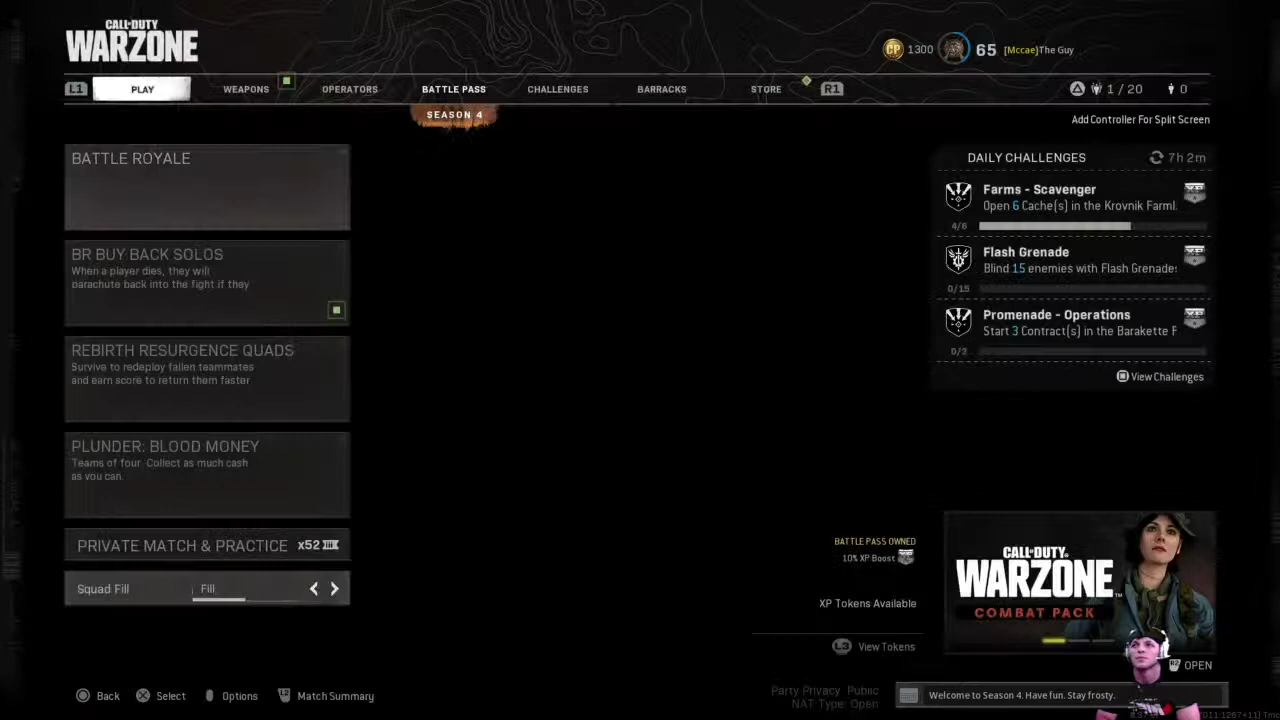 CALL OF DUTY
WARZONE
CP 1300 65 [Mccae]The Guy
L1 PLAY WEAPONS OPERATORS BATTLE PASS CHALLENGES BARRACKS STORE R1 1 / 20 0
SEASON 4
Add Controller For Split Screen
BATTLE ROYALE
BR BUY BACK SOLOS
When a player dies, they will
parachute back into the fight if they
REBIRTH RESURGENCE QUADS
Survive to redeploy fallen teammates
and earn score to return them faster
PLUNDER: BLOOD MONEY
Teams of four. Collect as much cash
as you can.
PRIVATE MATCH & PRACTICE x52
Squad Fill Fill
DAILY CHALLENGES 7h 2m
Farms - Scavenger XP
Open 6 Cache(s) in the Krovnik Farml
4/6
Flash Grenade XP
Blind 15 enemies with Flash Grenades
0/15
Promenade - Operations XP
Start 3 Contract(s) in the Barakett F
0/3
View Challenges
BATTLE PASS OWNED
10% XP Boost
XP Tokens Available
L3 View Tokens
CALL OF DUTY
WARZONE
COMBAT PACK
R2 OPEN
Back Select Options L2 Match Summary
Party Privacy: Public
NAT Type: Open
Welcome to Season 4. Have fun. Stay frosty.